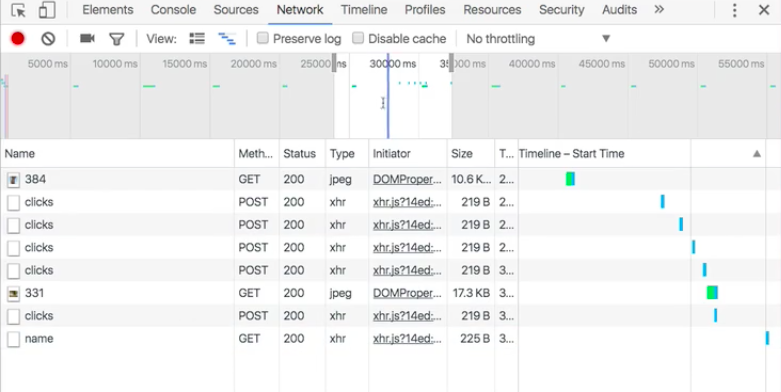 Elements Console Sources Network Timeline Profiles Resources Security Audits »
View: Preserve log Disable cache No throttling
5000 ms 10000 ms 15000 ms 20000 ms 25000 ms 30000 ms 40000 ms 45000 ms 50000 ms 55000 ms
Name Meth... Status Type Initiator Size T... Timeline – Start Time
384 GET 200 jpeg DOMProper... 10.6 K... 2...
clicks POST 200 xhr xhr.js?14ed:... 219 B 2...
clicks POST 200 xhr xhr.js?14ed:... 219 B 2...
clicks POST 200 xhr xhr.js?14ed:... 219 B 2...
clicks POST 200 xhr xhr.js?14ed:... 219 B 3...
331 GET 200 jpeg DOMProper... 17.3 KB 3...
clicks POST 200 xhr xhr.js?14ed:... 219 B 3...
name POST 200 xhr xhr.js?14ed:... 225 B 3...